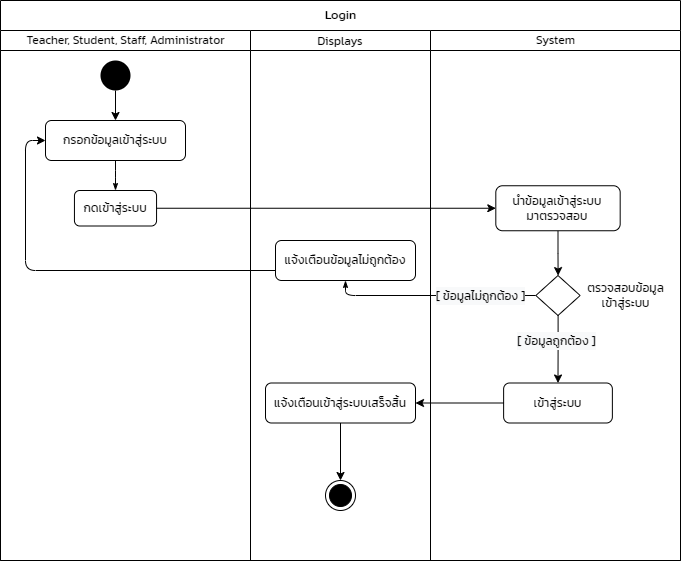 Login
Teacher, Student, Staff, Administrator
Displays
System
กรอกข้อมูลเข้าสู่ระบบ
กดเข้าสู่ระบบ
นำข้อมูลเข้าสู่ระบบ
มาตรวจสอบ
แจ้งเตือนข้อมูลไม่ถูกต้อง
[ ข้อมูลไม่ถูกต้อง ]
ตรวจสอบข้อมูล
เข้าสู่ระบบ
[ ข้อมูลถูกต้อง ]
แจ้งเตือนเข้าสู่ระบบเสร็จสิ้น
เข้าสู่ระบบ